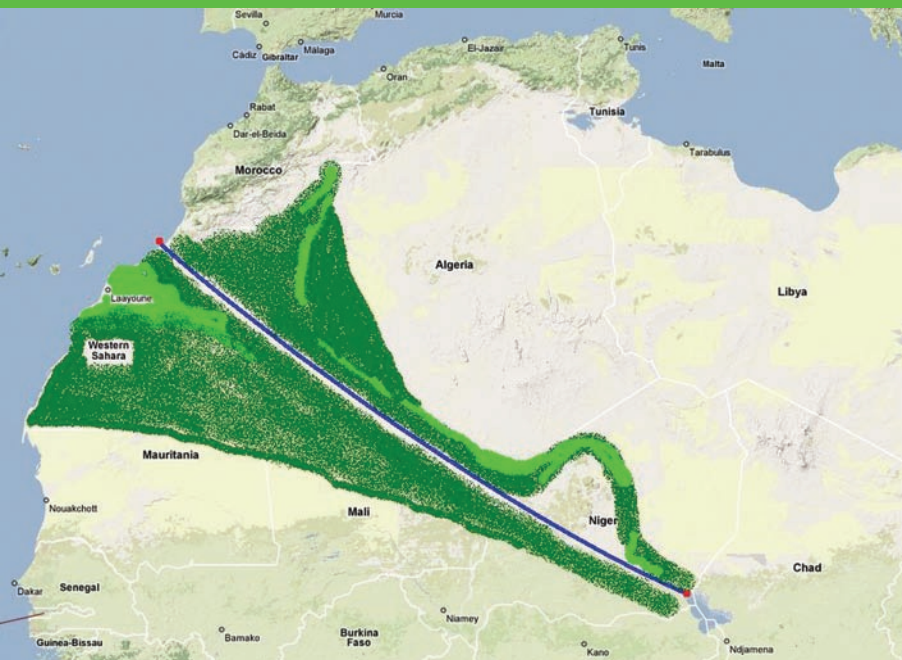 Sevilla
Murcia
Cádiz
Gibraltar
Málaga
El-Jazair
Tunis
Malta
Oran
Rabat
Dar-el-Beida
Tunisia
Tarabulus
Morocco
Algeria
Libya
Laayoune
Western
Sahara
Mauritania
Nouakchott
Mali
Niger
Chad
Dakar
Senegal
Niamey
Guinea-Bissau
Bamako
Burkina
Faso
Kano
Ndjamena